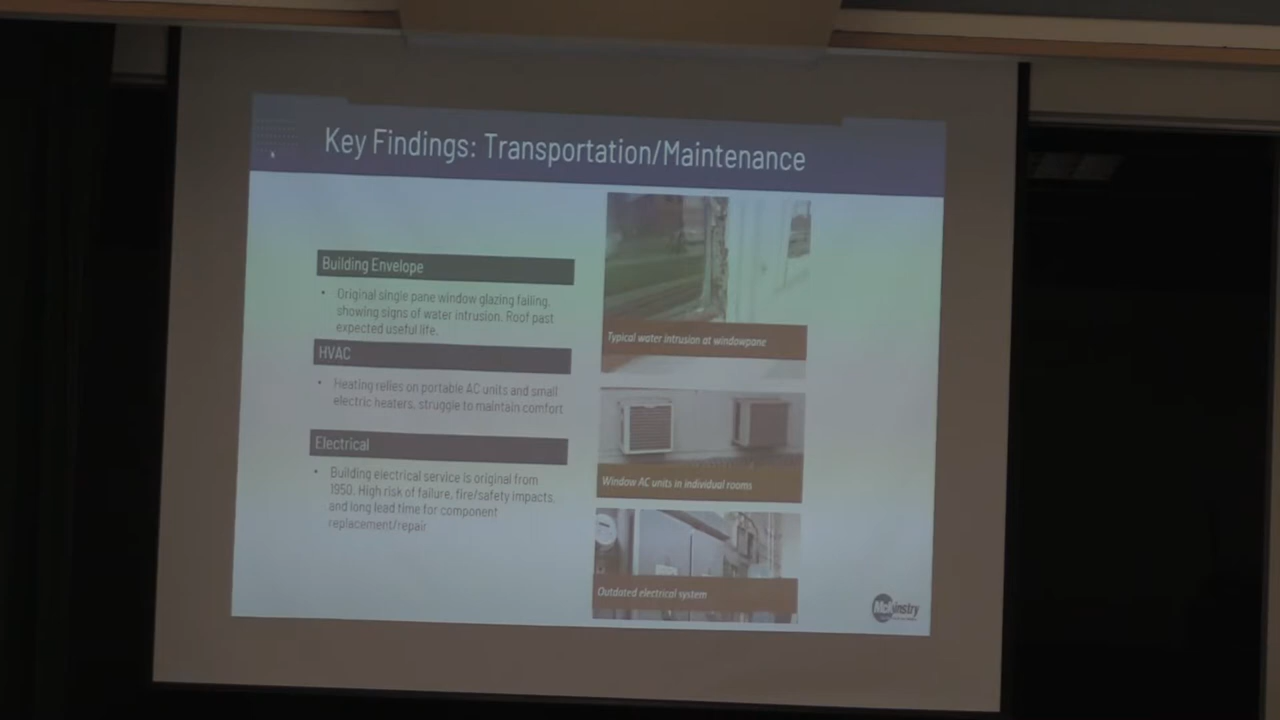 Key Findings: Transportation/Maintenance
Building Envelope
• Original single pane window glazing failing,
showing signs of water intrusion. Roof past
expected useful life.
HVAC
• Heating relies on portable AC units and small
electric heaters, struggle to maintain comfort
Electrical
• Building electrical service is original from
1950. High risk of failure, fire/safety impacts,
and long lead time for component
replacement/repair
Typical water intrusion at windowpane
Window AC units in individual rooms
Outdated electrical system
McKinstry